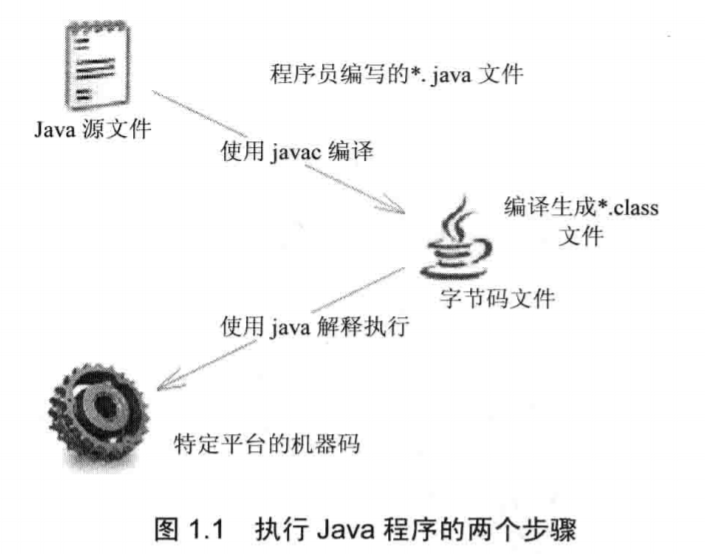 程序员编写的*. java 文件
Java 源文件
使用 javac 编译
编译生成*.class
文件
字节码文件
使用 java 解释执行
特定平台的机器码
图 1.1 执行 Java 程序的两个步骤